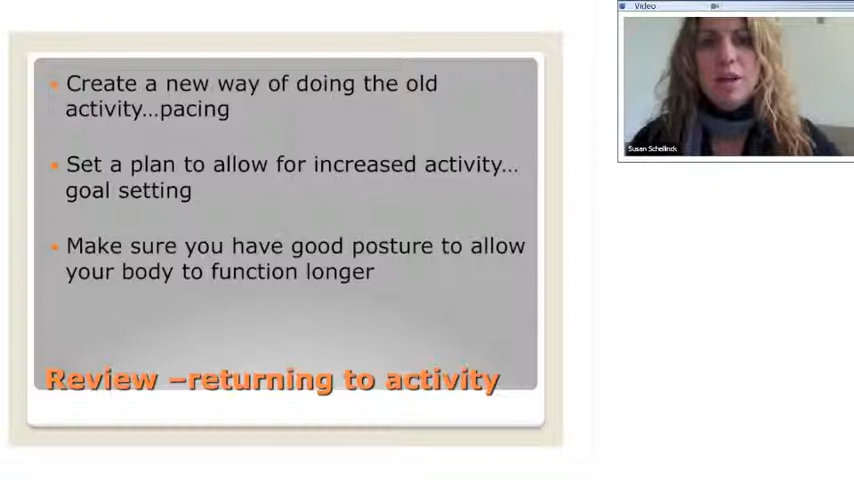 Create a new way of doing the old
activity...pacing
Set a plan to allow for increased activity...
goal setting
Make sure you have good posture to allow
your body to function longer
Review –returning to activity
Video
Susan Schellinck